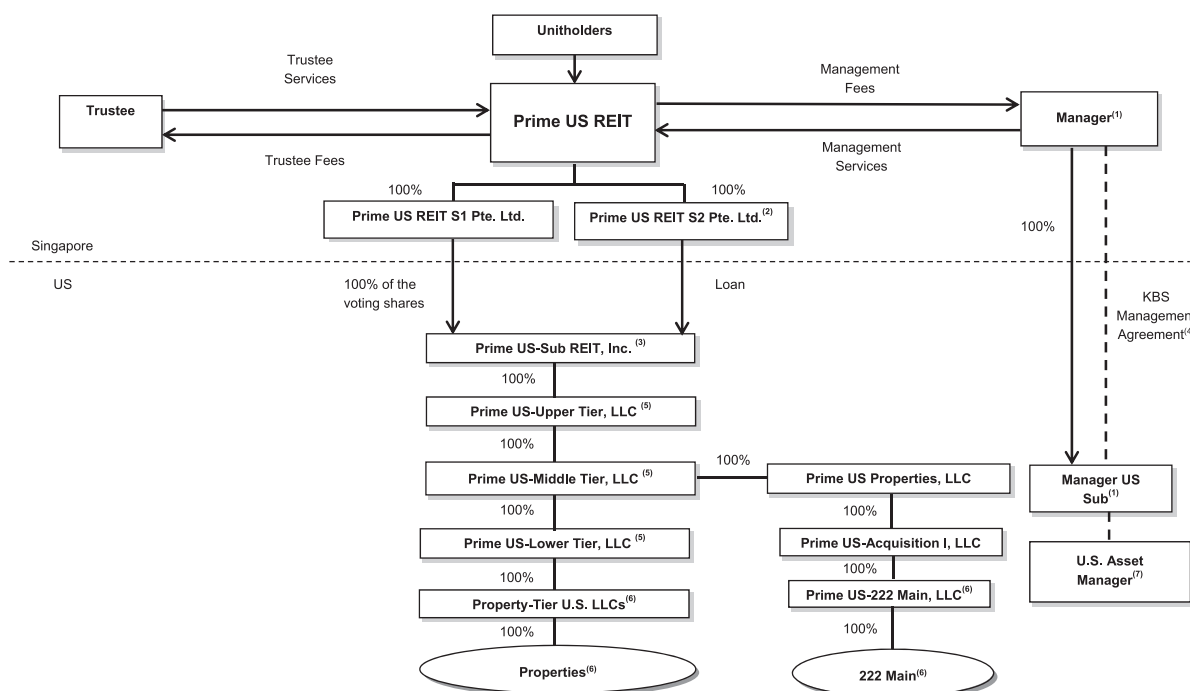 Unitholders
Trustee
Services
Management
Fees
Trustee
Prime US REIT
Manager(1)
Trustee Fees
Management
Services
100%
100%
Prime US REIT S1 Pte. Ltd.
Prime US REIT S2 Pte. Ltd.(2)
100%
Singapore
US
100% of the
voting shares
Loan
KBS
Management
Agreement(4
Prime US-Sub REIT, Inc. (3)
100%
Prime US-Upper Tier, LLC (5)
100%
100%
Prime US-Middle Tier, LLC (5)
Prime US Properties, LLC
Manager US
Sub(1)
100%
100%
Prime US-Lower Tier, LLC (5)
Prime US-Acquisition I, LLC
U.S. Asset
Manager(7)
100%
100%
Property-Tier U.S. LLCs(6)
Prime US-222 Main, LLC(6)
100%
100%
Properties(6)
222 Main(6)